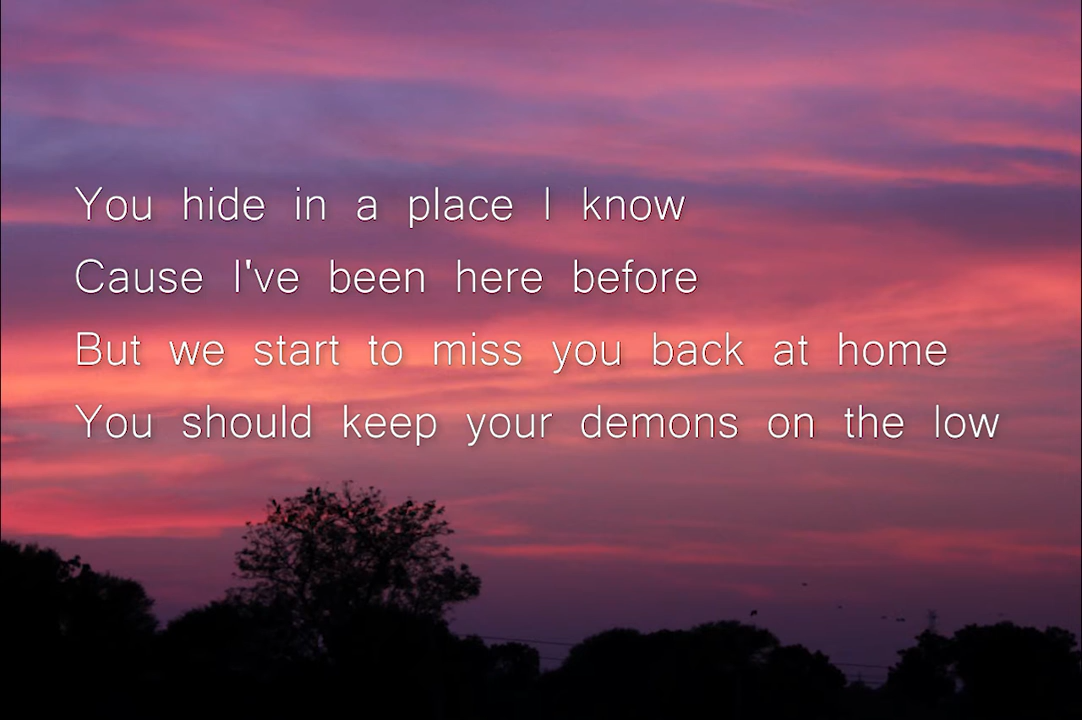 You hide in a place I know
Cause I've been here before
But we start to miss you back at home
You should keep your demons on the low